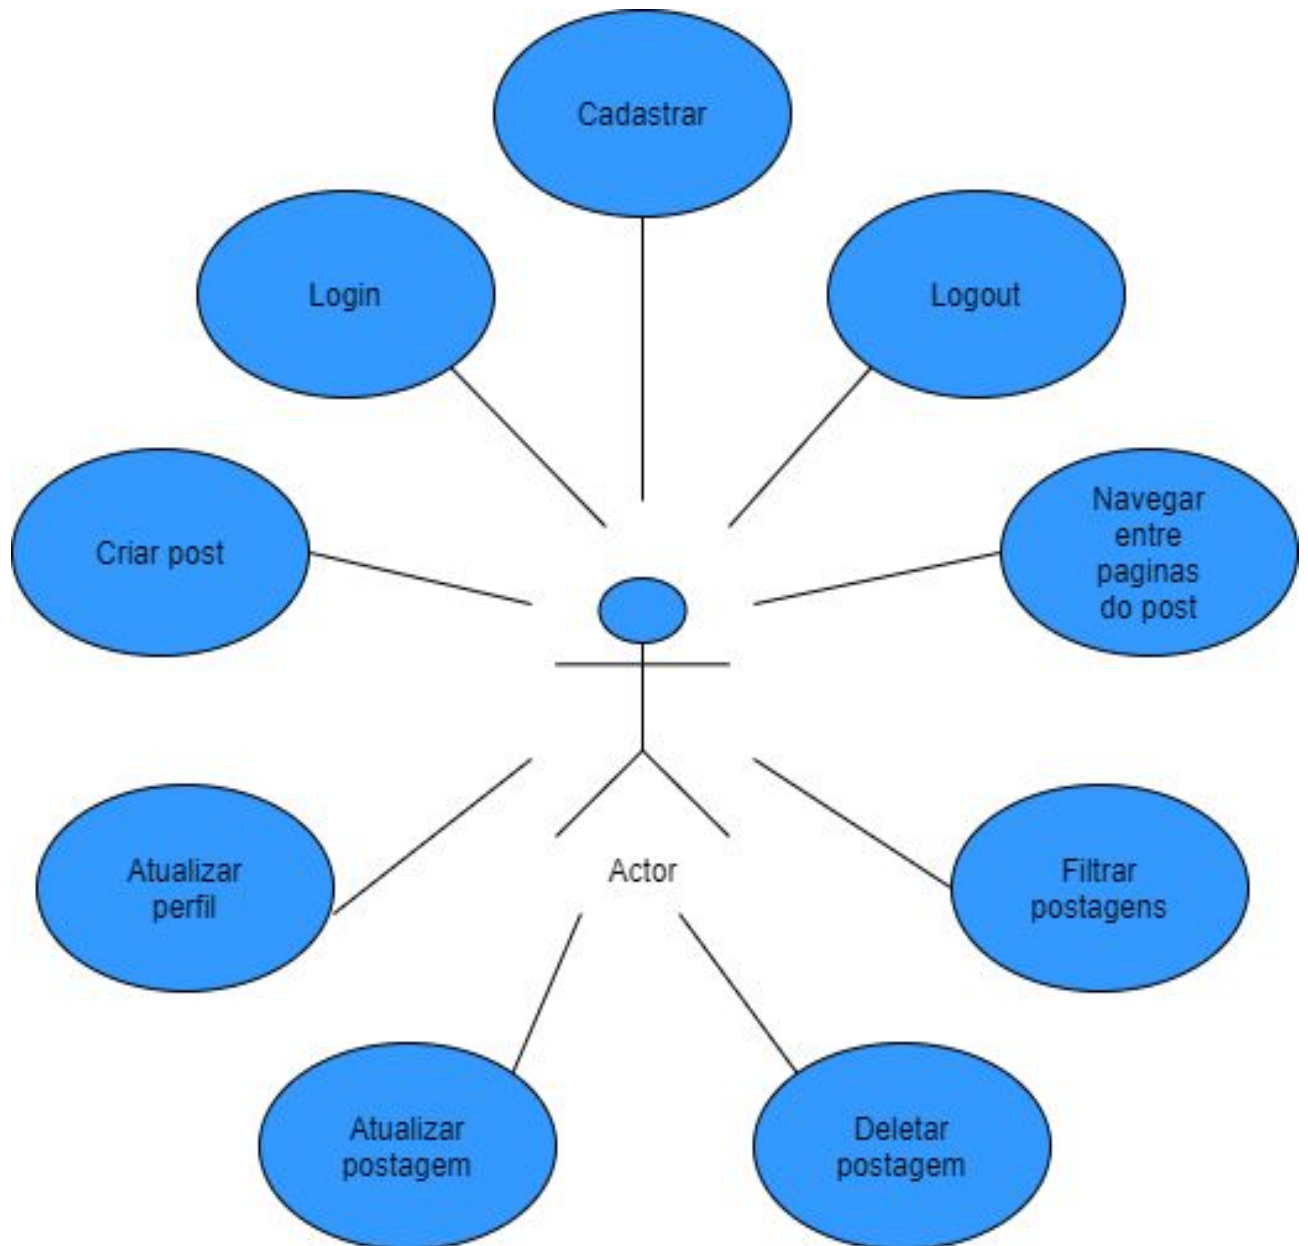 Cadastrar
Login
Logout
Criar post
Navegar
entre
paginas
do post
Atualizar
perfil
Actor
Filtrar
postagens
Atualizar
postagem
Deletar
postagem